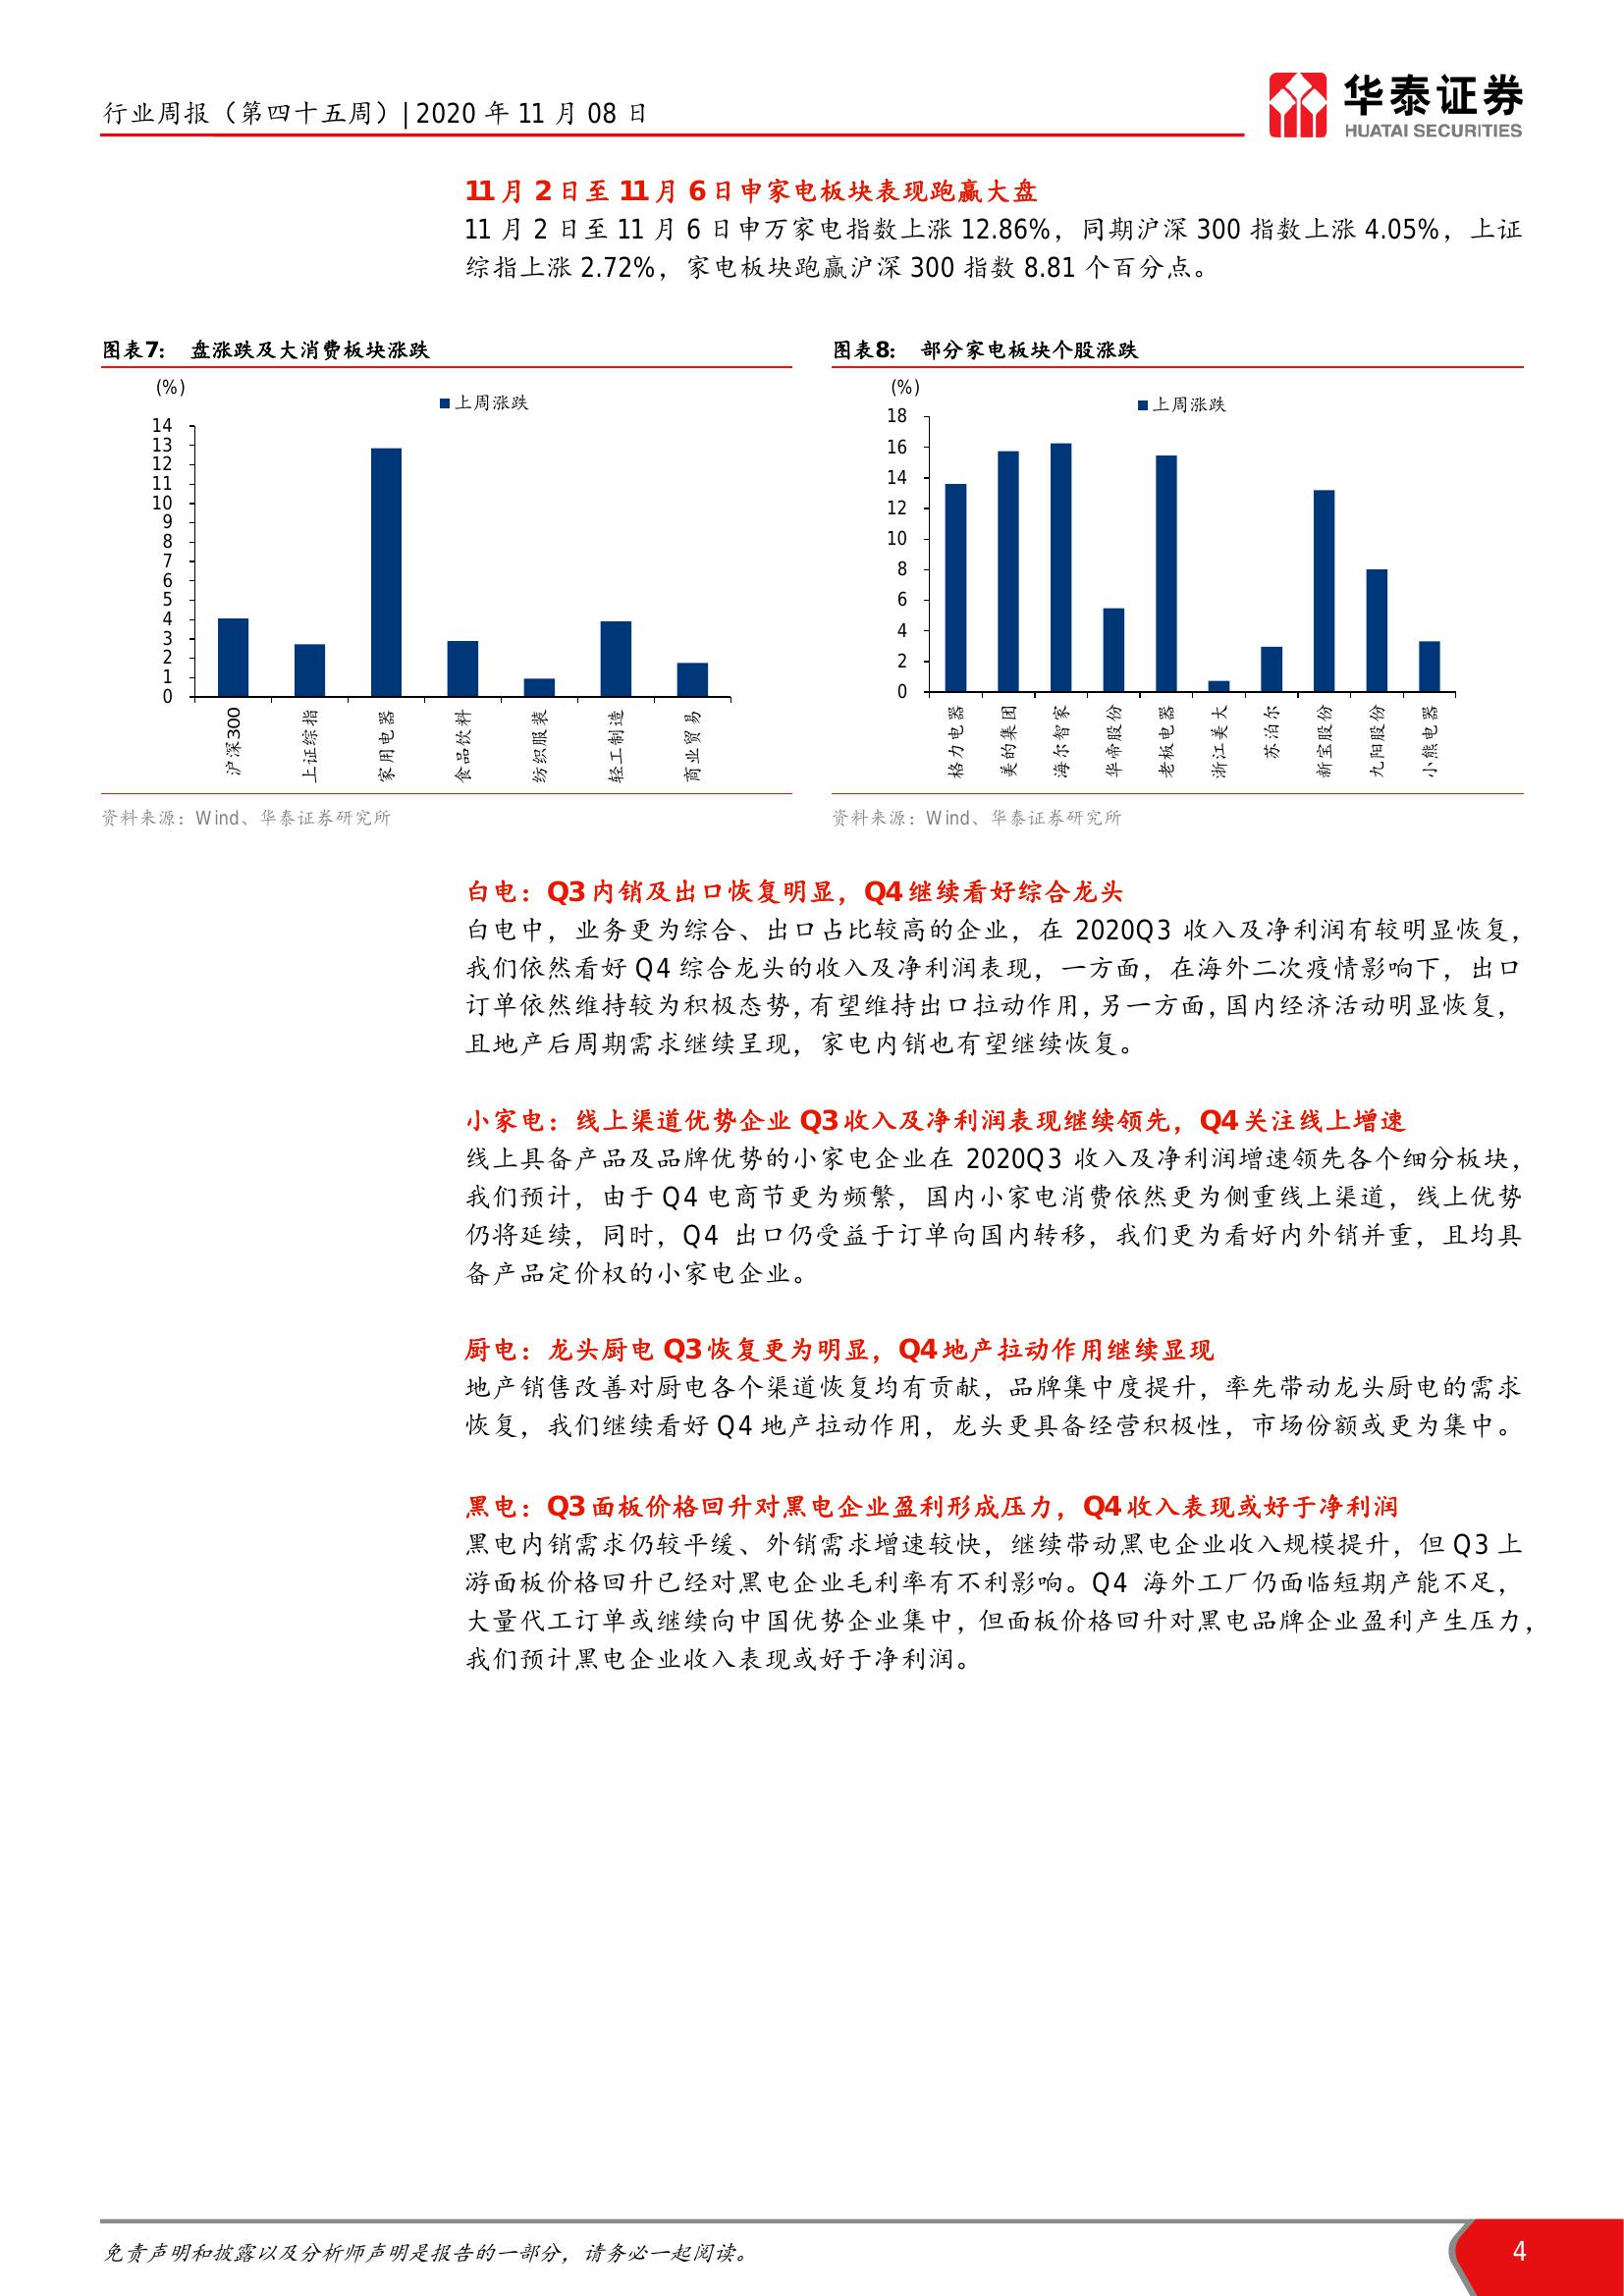 行业周报（第四十五周）| 2020 年 11 月 08 日
华泰证券
HUATAI SECURITIES
11 月 2 日至 11 月 6 日申家电板块表现跑赢大盘
11 月 2 日至 11 月 6 日申万家电指数上涨 12.86%，同期沪深 300 指数上涨 4.05%，上证
综指上涨 2.72%，家电板块跑赢沪深 300 指数 8.81 个百分点。
图表7： 盘涨跌及大消费板块涨跌
(%)
上周涨跌
14
13
12
11
10
9
8
7
6
5
4
3
2
1
0
沪深300
上证综指
家用电器
食品饮料
纺织服装
轻工制造
商业贸易
资料来源：Wind、华泰证券研究所
图表8： 部分家电板块个股涨跌
(%)
上周涨跌
18
16
14
12
10
8
6
4
2
0
格力电器
美的集团
海尔智家
华帝股份
老板电器
浙江美大
苏泊尔
新宝股份
九阳股份
小熊电器
资料来源：Wind、华泰证券研究所
白电：Q3 内销及出口恢复明显，Q4 继续看好综合龙头
白电中，业务更为综合、出口占比较高的企业，在 2020Q3 收入及净利润有较明显恢复，
我们依然看好 Q4 综合龙头的收入及净利润表现，一方面，在海外二次疫情影响下，出口
订单依然维持较为积极态势，有望维持出口拉动作用，另一方面，国内经济活动明显恢复，
且地产后周期需求继续呈现，家电内销也有望继续恢复。
小家电：线上渠道优势企业 Q3 收入及净利润表现继续领先，Q4 关注线上增速
线上具备产品及品牌优势的小家电企业在 2020Q3 收入及净利润增速领先各个细分板块，
我们预计，由于 Q4 电商节更为频繁，国内小家电消费依然更为侧重线上渠道，线上优势
仍将延续，同时，Q4 出口仍受益于订单向国内转移，我们更为看好内外销并重，且均具
备产品定价权的小家电企业。
厨电：龙头厨电 Q3 恢复更为明显，Q4 地产拉动作用继续显现
地产销售改善对厨电各个渠道恢复均有贡献，品牌集中度提升，率先带动龙头厨电的需求
恢复，我们继续看好 Q4 地产拉动作用，龙头更具备经营积极性，市场份额或更为集中。
黑电：Q3 面板价格回升对黑电企业盈利形成压力，Q4 收入表现或好于净利润
黑电内销需求仍较平缓、外销需求增速较快，继续带动黑电企业收入规模提升，但 Q3 上
游面板价格回升已经对黑电企业毛利率有不利影响。Q4 海外工厂仍面临短期产能不足，
大量代工订单或继续向中国优势企业集中，但面板价格回升对黑电品牌企业盈利产生压力，
我们预计黑电企业收入表现或好于净利润。
免责声明和披露以及分析师声明是报告的一部分，请务必一起阅读。
4